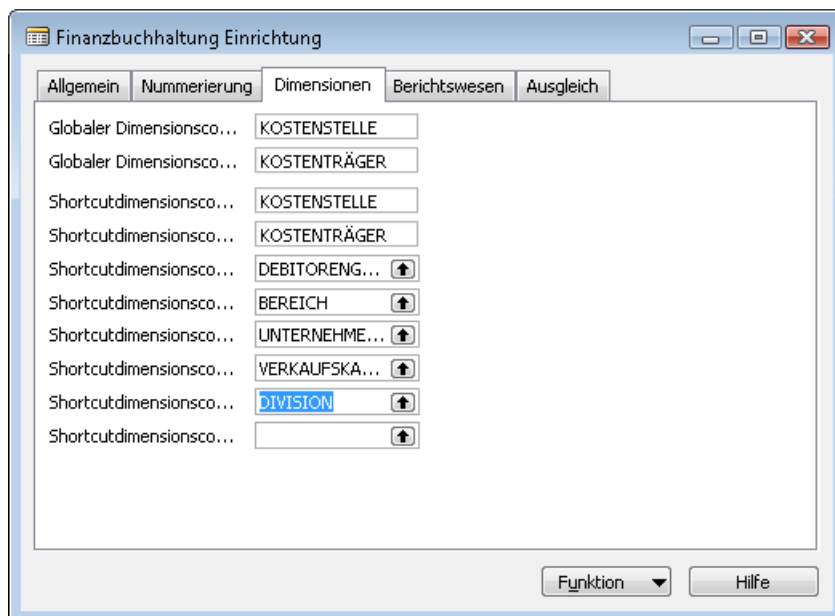 Finanzbuchhaltung Einrichtung
Allgemein Nummerierung Dimensionen Berichtswesen Ausgleich
Globaler Dimensionsco... KOSTENSTELLE
Globaler Dimensionsco... KOSTENTRÄGER
Shortcutdimensionsco... KOSTENSTELLE
Shortcutdimensionsco... KOSTENTRÄGER
Shortcutdimensionsco... DEBITORENG...
Shortcutdimensionsco... BEREICH
Shortcutdimensionsco... UNTERNEHME...
Shortcutdimensionsco... VERKAUFSKA...
Shortcutdimensionsco... DIVISION
Shortcutdimensionsco...
Funktion Hilfe